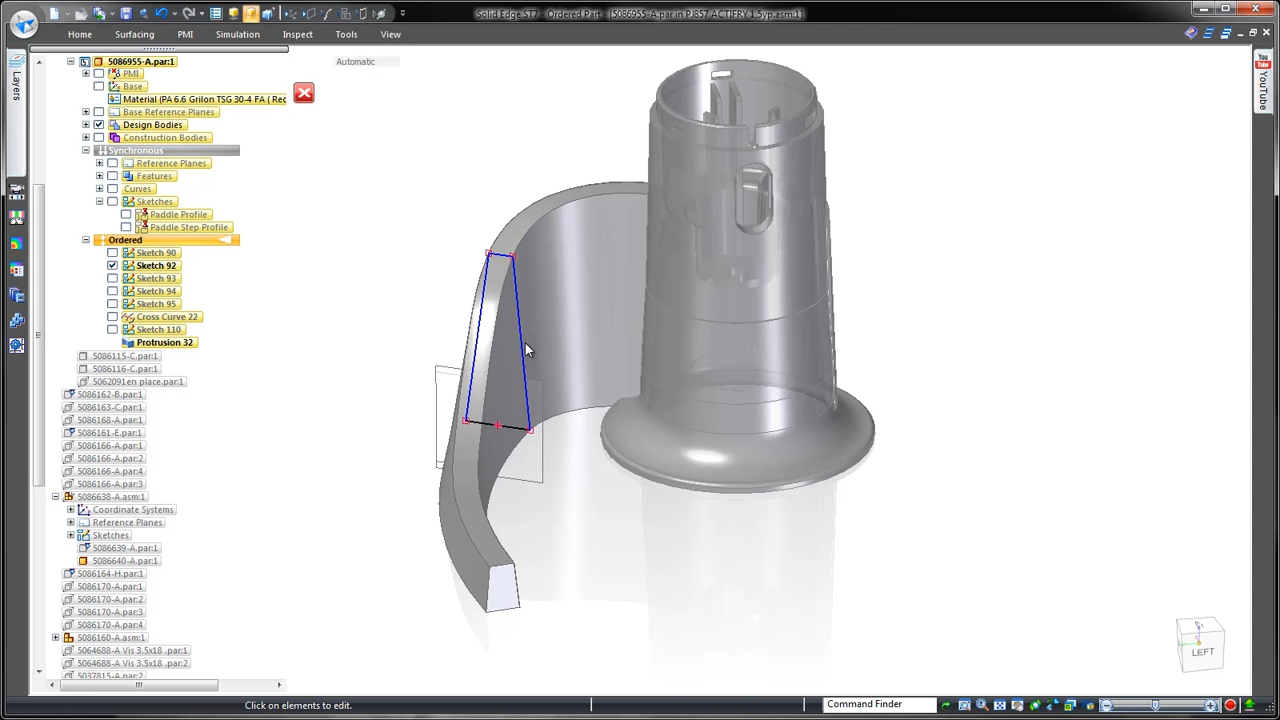 Solid Edge ST7 - Ordered Part - [5086955-A.par in PJ857 ACTIFRY 1.5yp.asm:1]
Home
Surfacing
PMI
Simulation
Inspect
Tools
View
Layers
YouTube
5086955-A.par:1
Automatic
PMI
Base
Material (PA 6.6 Grilon TSG 30-4 FA ( Rec
Base Reference Planes
Design Bodies
Construction Bodies
Synchronous
Reference Planes
Features
Curves
Sketches
Paddle Profile
Paddle Step Profile
Ordered
Sketch 90
Sketch 92
Sketch 93
Sketch 94
Sketch 95
Cross Curve 22
Sketch 110
Protrusion 32
5086115-C.par:1
5086116-C.par:1
5062091en place.par:1
5086162-B.par:1
5086163-C.par:1
5086168-A.par:1
5086161-E.par:1
5086166-A.par:1
5086166-A.par:2
5086166-A.par:4
5086166-A.par:3
5086638-A.asm:1
Coordinate Systems
Reference Planes
Sketches
5086639-A.par:1
5086640-A.par:1
5086164-H.par:1
5086170-A.par:1
5086170-A.par:2
5086170-A.par:3
5086170-A.par:4
5086160-A.asm:1
5064688-A Vis 3.5x18 .par:1
5064688-A Vis 3.5x18 .par:2
5037815-A.par:2
LEFT
Click on elements to edit.
Command Finder